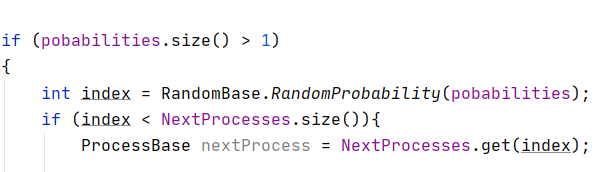 if (pobabilities.size() > 1)
{
int index = RandomBase.RandomProbability(pobabilities);
if (index < NextProcesses.size()){
ProcessBase nextProcess = NextProcesses.get(index);